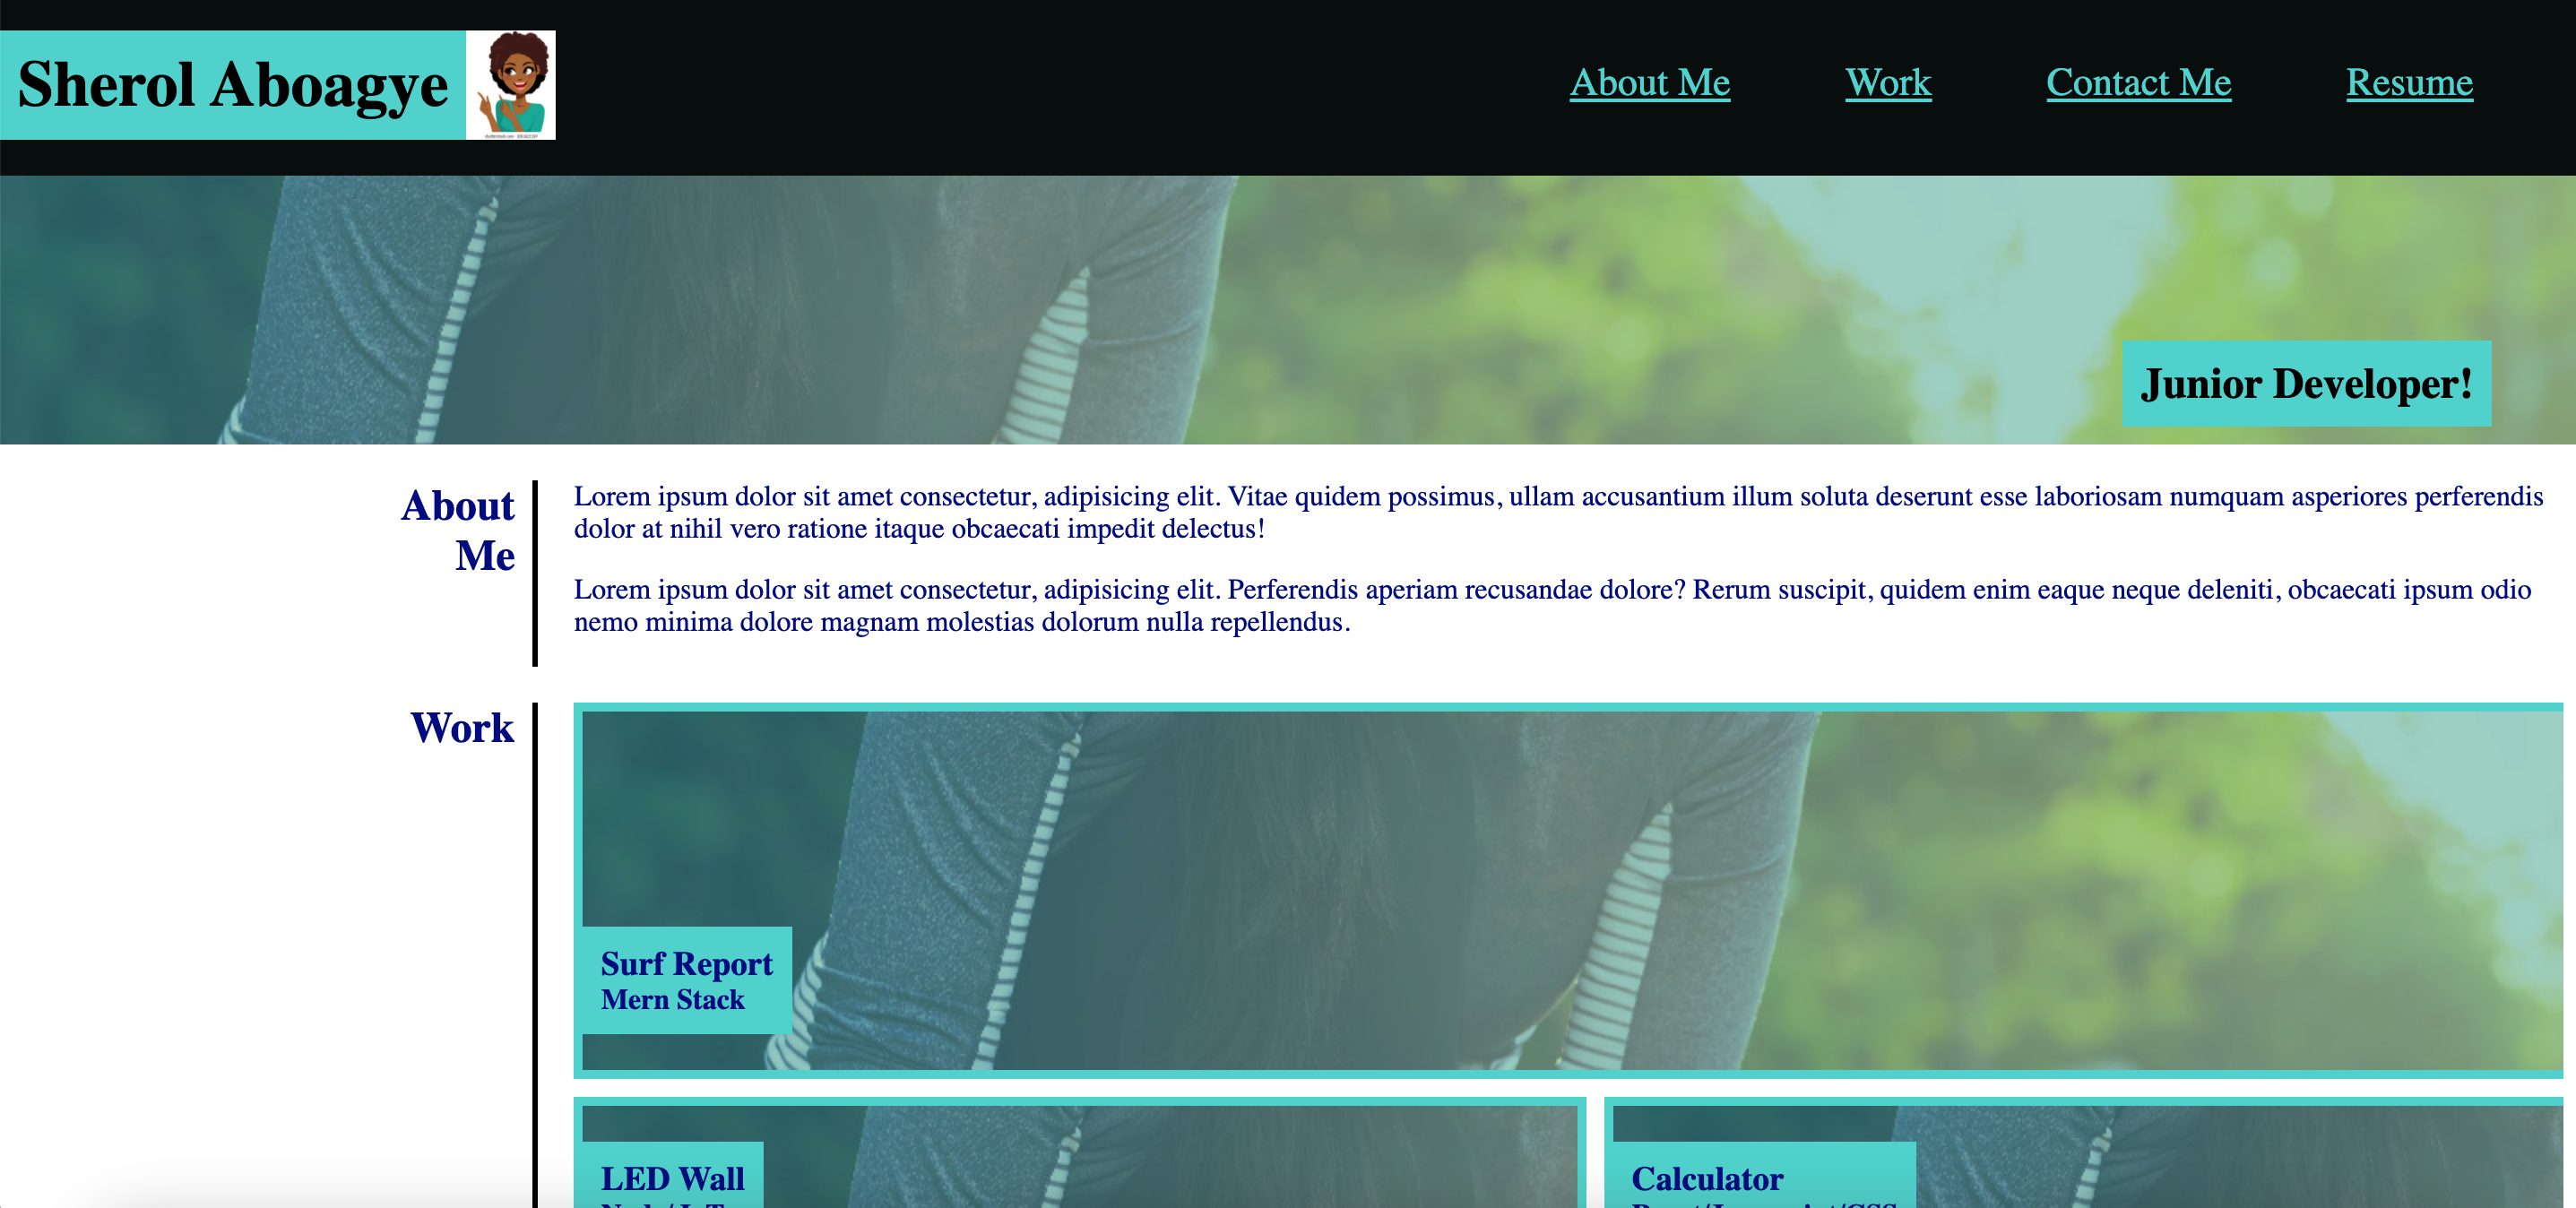 Sherol Aboagye
About Me
Work
Contact Me
Resume
Junior Developer!
About
Me
Lorem ipsum dolor sit amet consectetur, adipisicing elit. Vitae quidem possimus, ullam accusantium illum soluta deserunt esse laboriosam numquam asperiores perferendis
dolor at nihil vero ratione itaque obcaecati impedit delectus!
Lorem ipsum dolor sit amet consectetur, adipisicing elit. Perferendis aperiam recusandae dolore? Rerum suscipit, quidem enim eaque neque deleniti, obcaecati ipsum odio
nemo minima dolore magnam molestias dolorum nulla repellendus.
Work
Surf Report
Mern Stack
LED Wall
Calculator